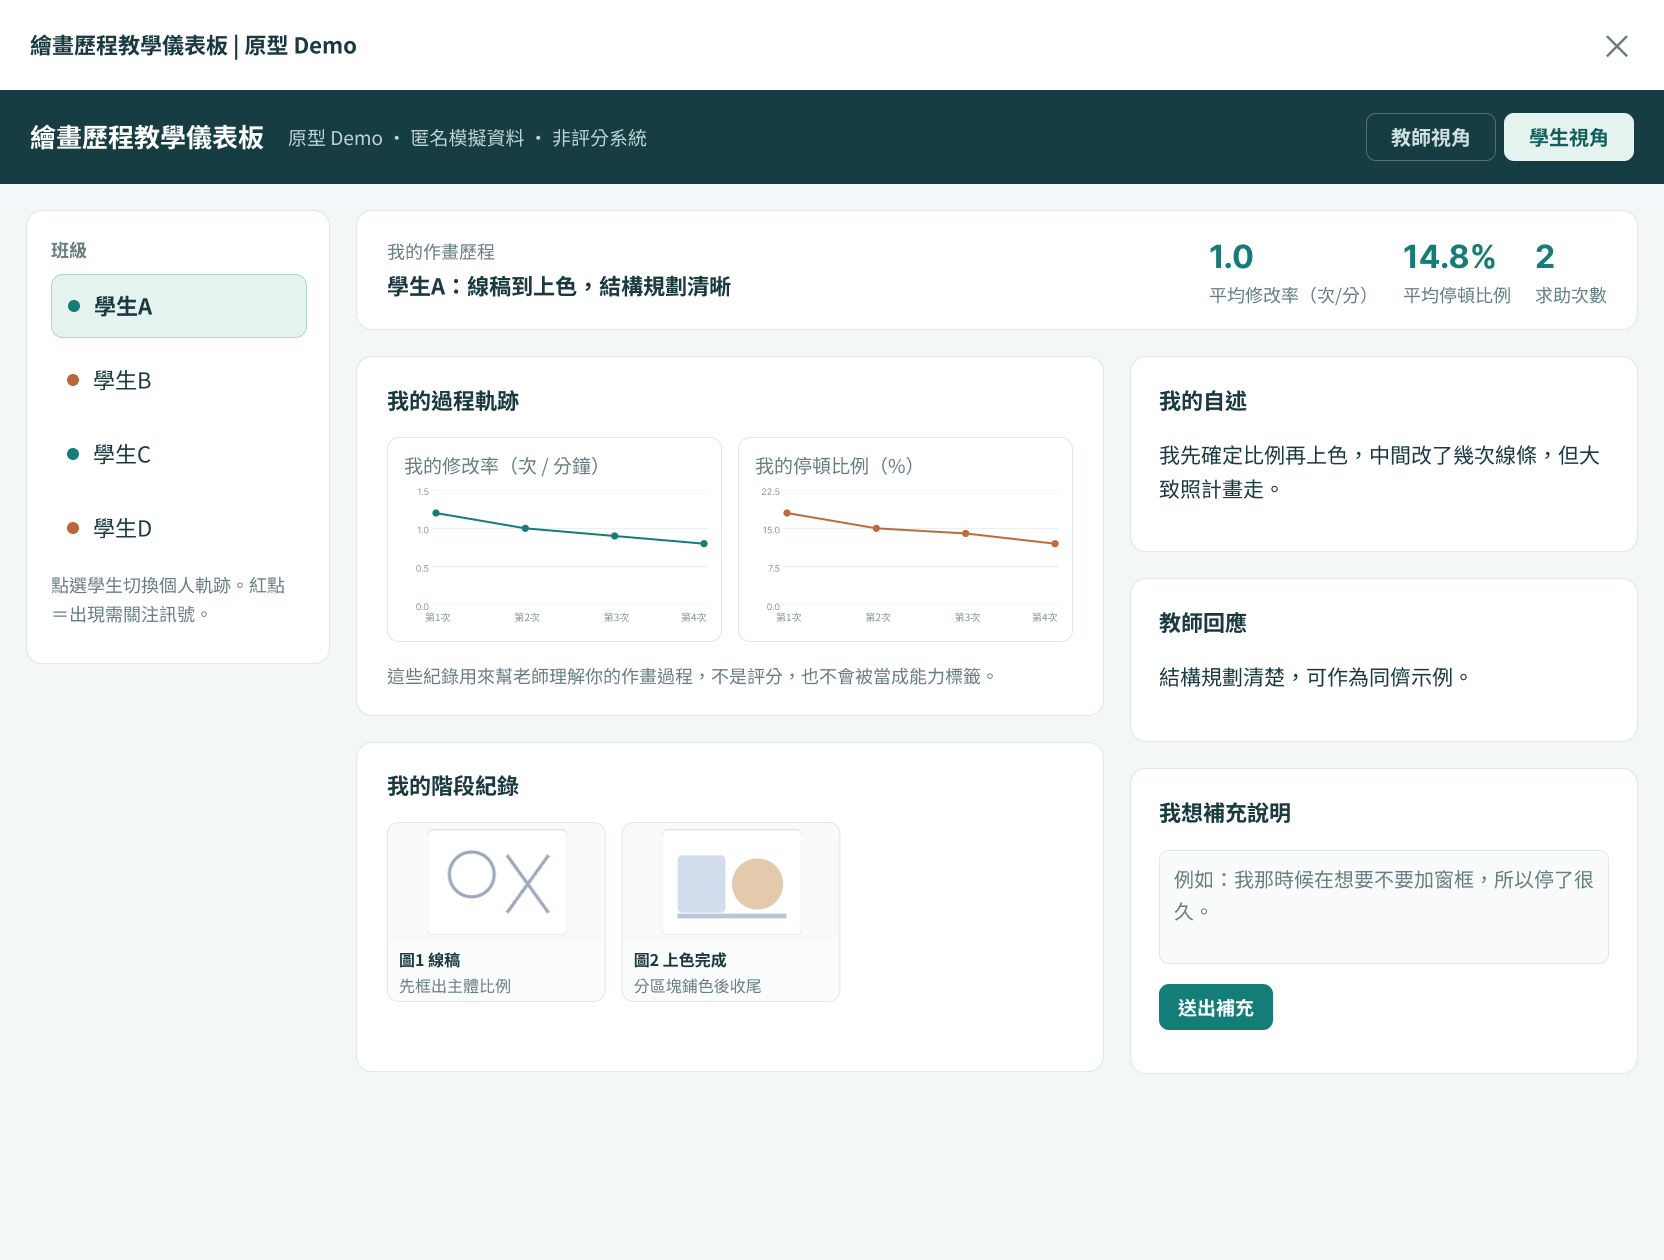 繪畫歷程教學儀表板 | 原型 Demo
繪畫歷程教學儀表板
原型 Demo · 匿名模擬資料 · 非評分系統
教師視角
學生視角
班級
學生A
學生B
學生C
學生D
點選學生切換個人軌跡。紅點
＝出現需關注訊號。
我的作畫歷程
學生A：線稿到上色，結構規劃清晰
1.0
平均修改率（次/分）
14.8%
平均停頓比例
2
求助次數
我的過程軌跡
我的修改率（次 / 分鐘）
1.5
1.0
0.5
0.0
第1次
第2次
第3次
第4次
我的停頓比例（%）
22.5
15.0
7.5
0.0
第1次
第2次
第3次
第4次
這些紀錄用來幫老師理解你的作畫過程，不是評分，也不會被當成能力標籤。
我的階段紀錄
圖1 線稿
先框出主體比例
圖2 上色完成
分區塊鋪色後收尾
我的自述
我先確定比例再上色，中間改了幾次線條，但大
致照計畫走。
教師回應
結構規劃清楚，可作為同儕示例。
我想補充說明
例如：我那時候在想要不要加窗框，所以停了很
久。
送出補充